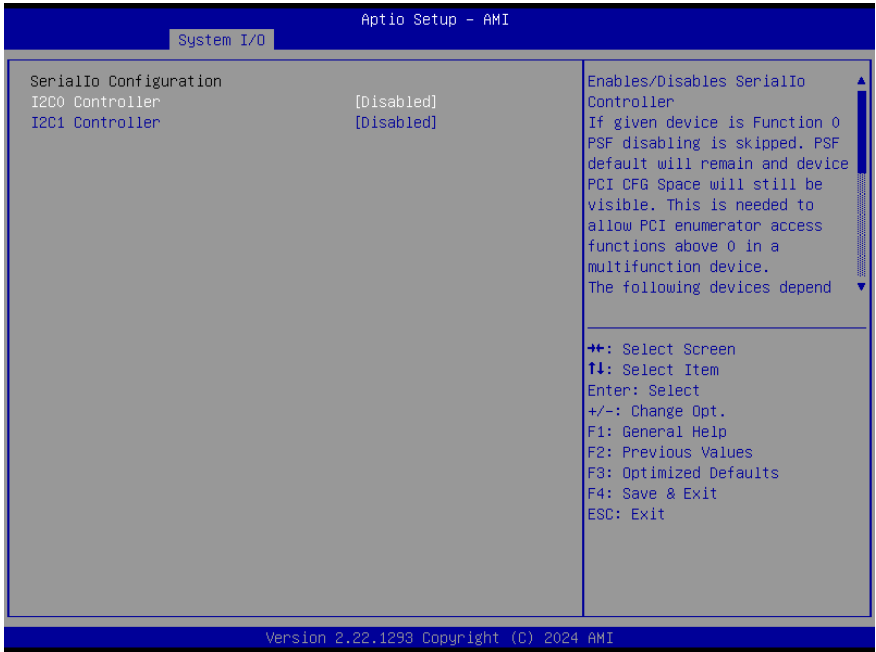 Aptio Setup - AMI
System I/O
SerialIo Configuration
I2C0 Controller [Disabled]
I2C1 Controller [Disabled]
Enables/Disables SerialIo
Controller
If given device is Function 0
PSF disabling is skipped. PSF
default will remain and device
PCI CFG Space will still be
visible. This is needed to
allow PCI enumerator access
functions above 0 in a
multifunction device.
The following devices depend
→←: Select Screen
↑↓: Select Item
Enter: Select
+/-: Change Opt.
F1: General Help
F2: Previous Values
F3: Optimized Defaults
F4: Save & Exit
ESC: Exit
Version 2.22.1293 Copyright (C) 2024 AMI